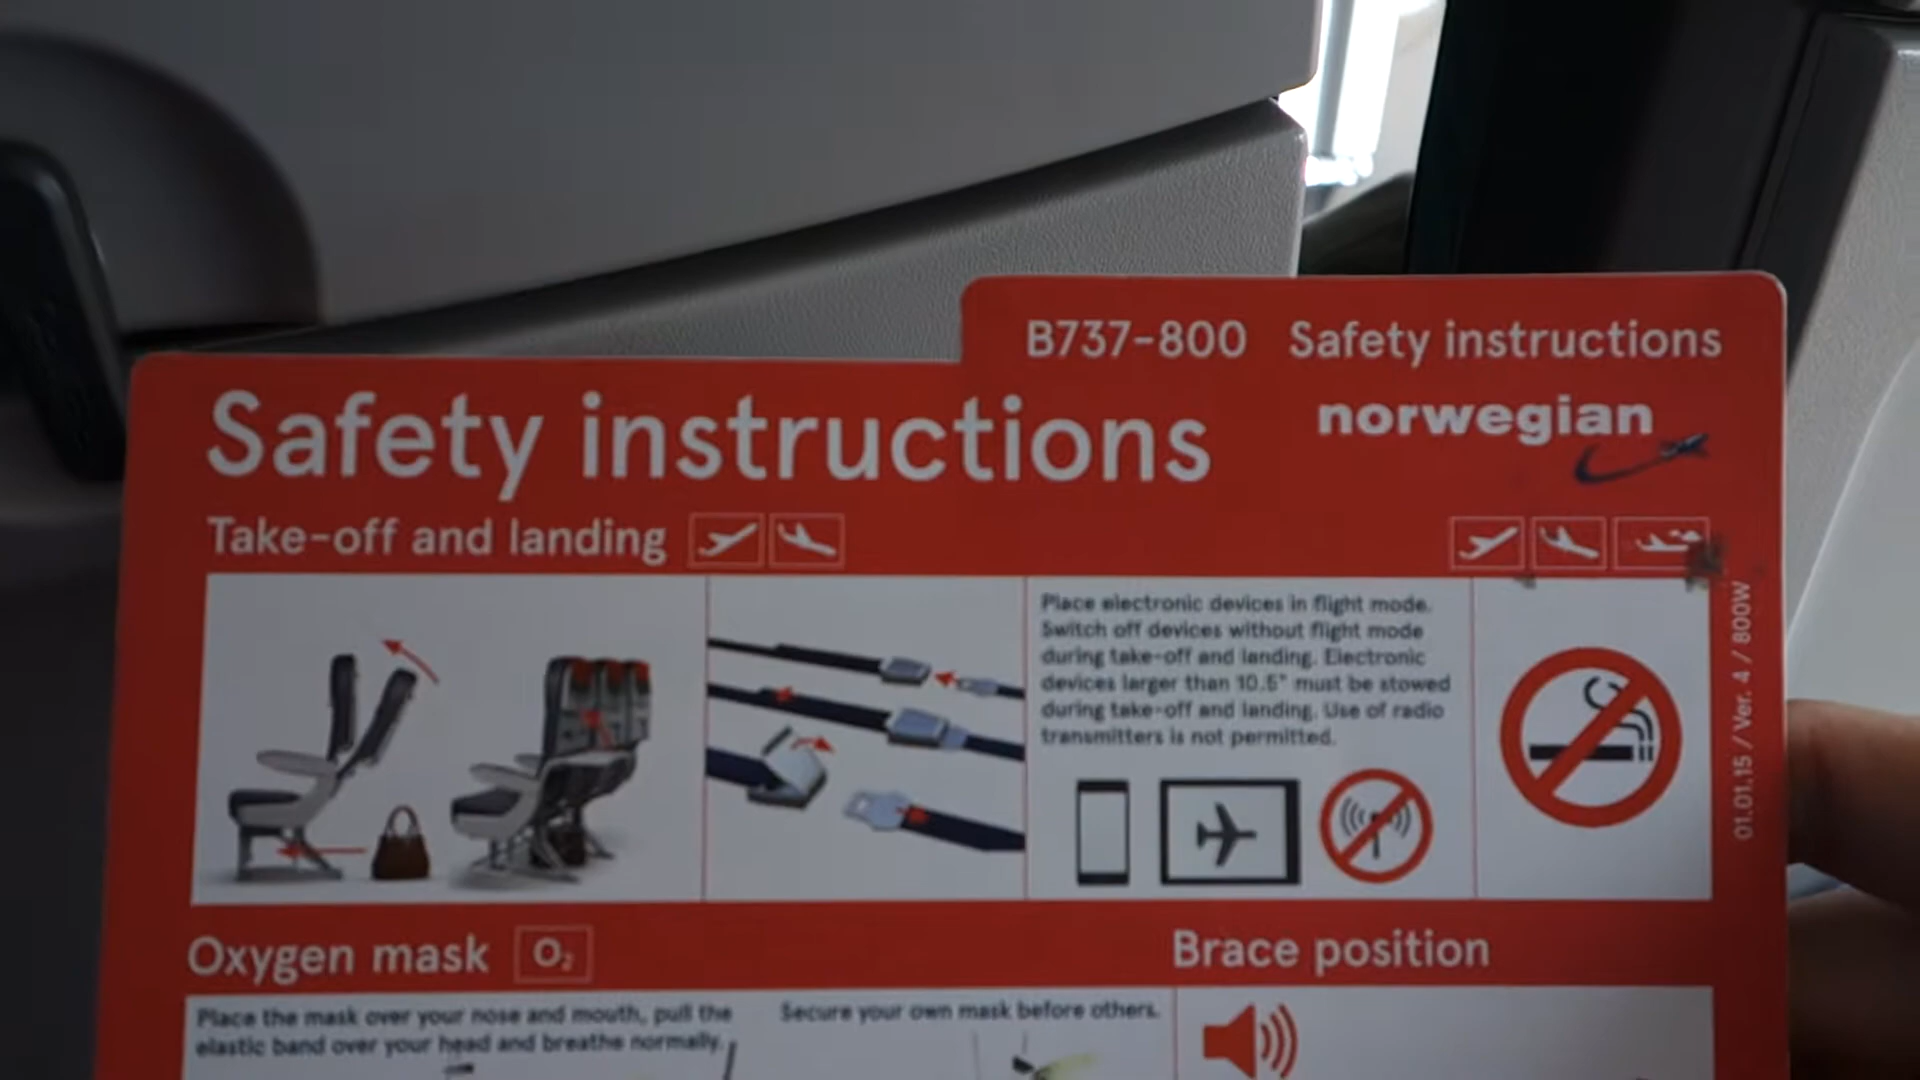 B737-800 Safety instructions
Safety instructions
norwegian
Take-off and landing
Place electronic devices in flight mode.
Switch off devices without flight mode
during take-off and landing. Electronic
devices larger than 10.5" must be stowed
during take-off and landing. Use of radio
transmitters is not permitted.
01.01.15 / Ver. 4 / 800W
Oxygen mask O₂
Brace position
Place the mask over your nose and mouth, pull the
elastic band over your head and breathe normally.
Secure your own mask before others.